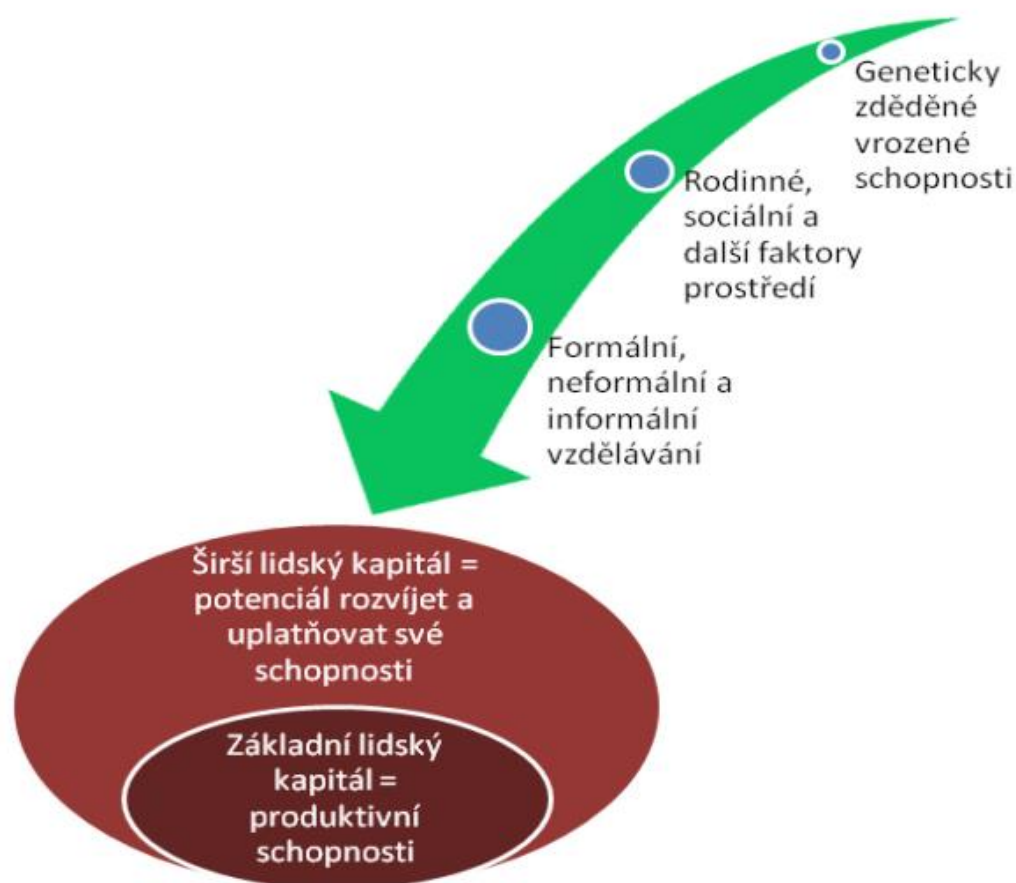 Geneticky
zděděné
vrozené
schopnosti
Rodinné,
sociální a
další faktory
prostředí
Formální,
neformální a
informální
vzdělávání
Širší lidský kapitál =
potenciál rozvíjet a
uplatňovat své
schopnosti
Základní lidský
kapitál =
produktivní
schopnosti